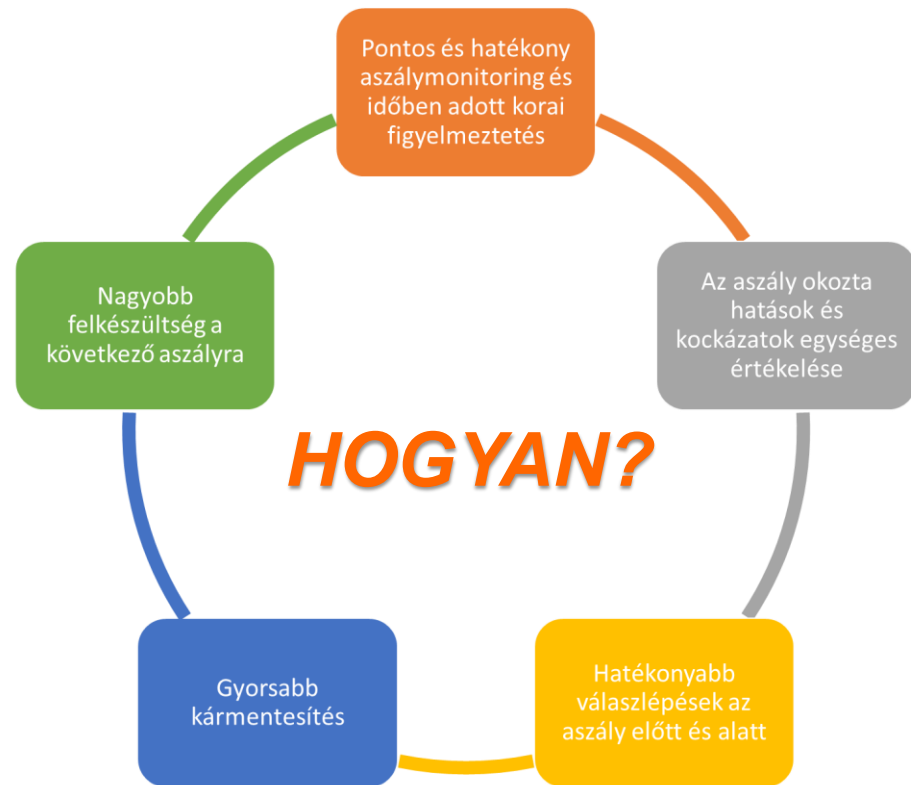 Pontos és hatékony
aszálymonitoring és
időben adott korai
figyelmeztetés
Az aszály okozta
hatások és
kockázatok egységes
értékelése
Hatékonyabb
válaszlépések az
aszály előtt és alatt
Gyorsabb
kármentesítés
Nagyobb
felkészültség a
következő aszályra
HOGYAN?